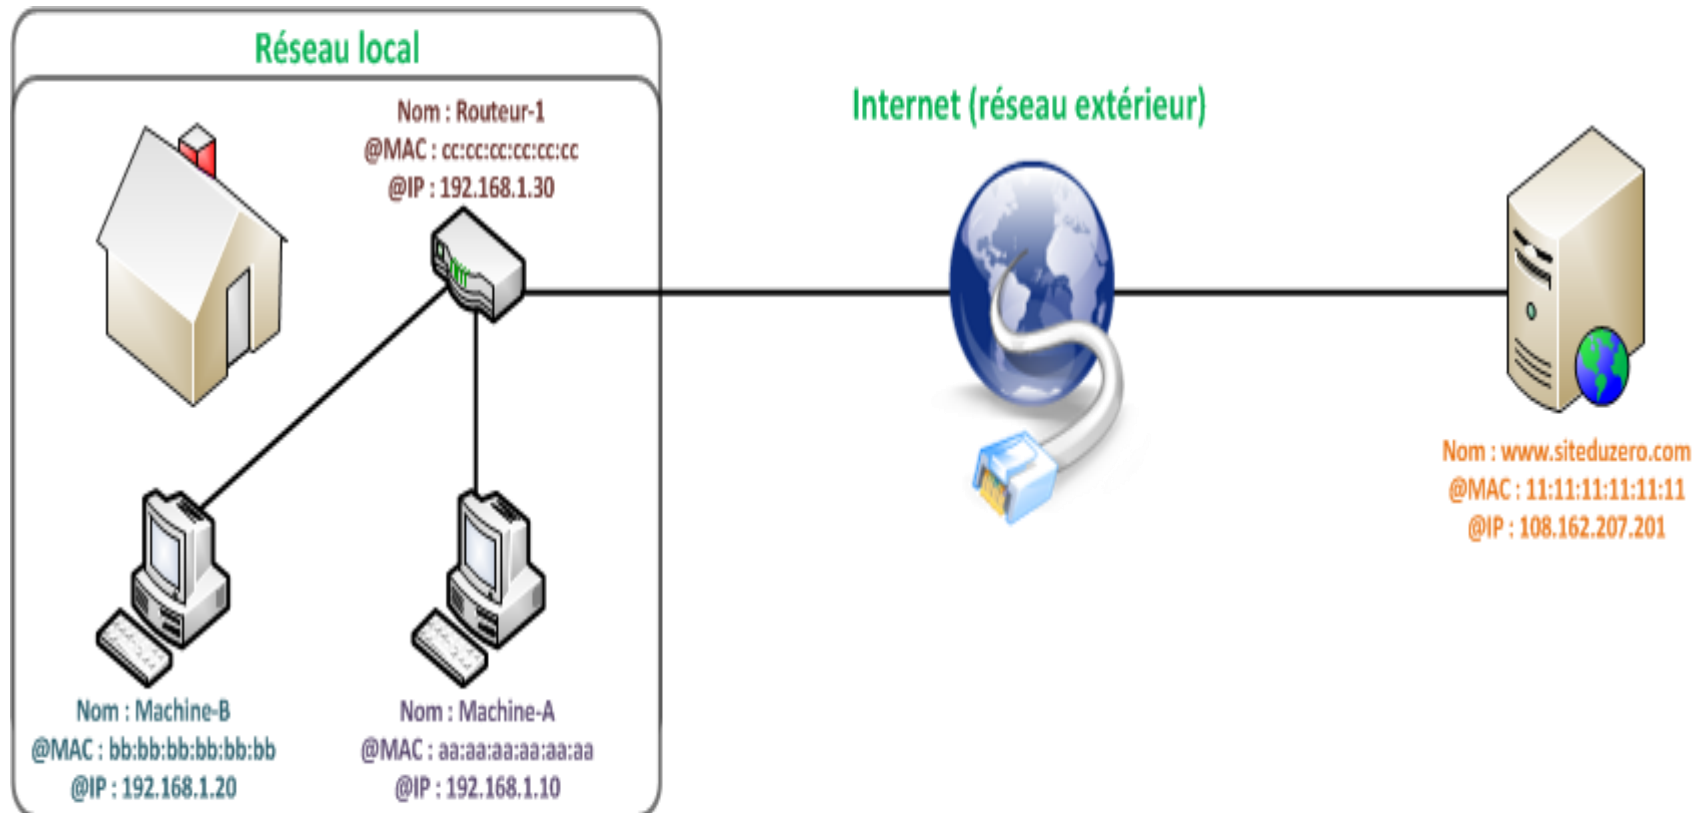 Réseau local
Nom : Routeur-1
@MAC : cc:cc:cc:cc:cc:cc
@IP : 192.168.1.30
Internet (réseau extérieur)
Nom : www.siteduzero.com
@MAC : 11:11:11:11:11:11
@IP : 108.162.207.201
Nom : Machine-B
@MAC : bb:bb:bb:bb:bb:bb
@IP : 192.168.1.20
Nom : Machine-A
@MAC : aa:aa:aa:aa:aa:aa
@IP : 192.168.1.10